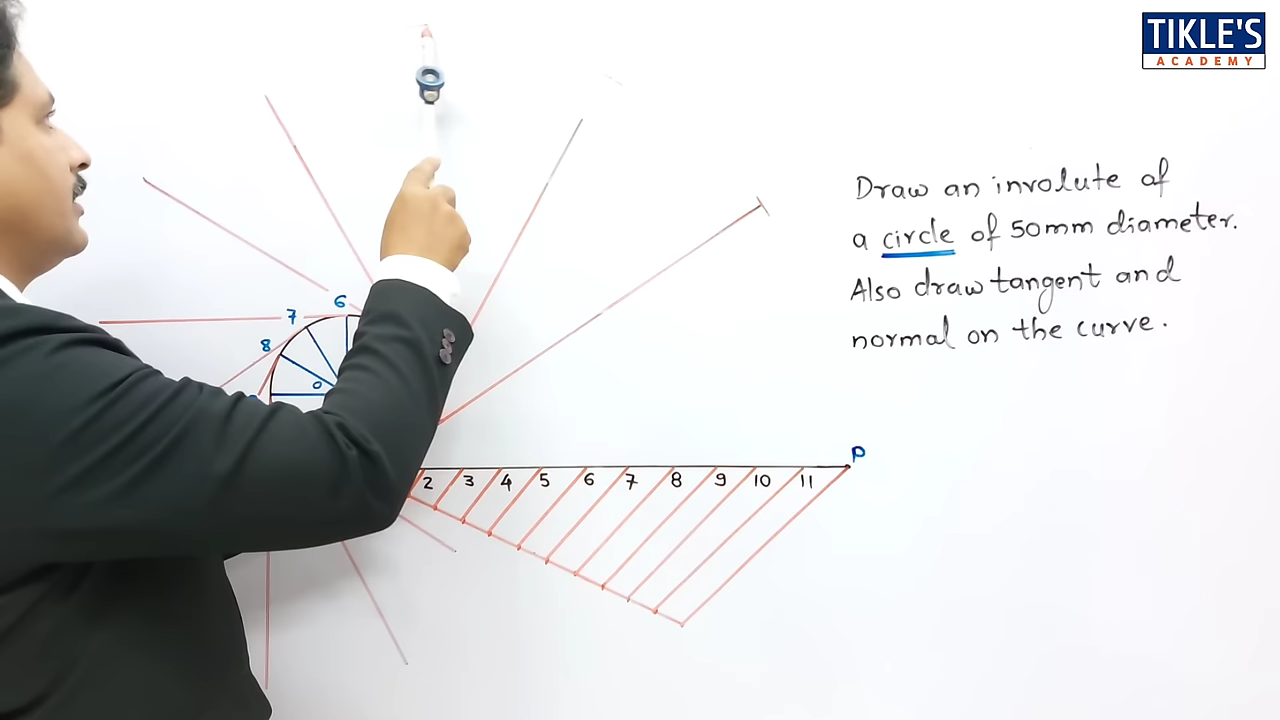 TIKLE'S
ACADEMY
Draw an involute of
a circle of 50mm diameter.
Also draw tangent and
normal on the curve.
6
7
8
0
P
2 3 4 5 6 7 8 9 10 11